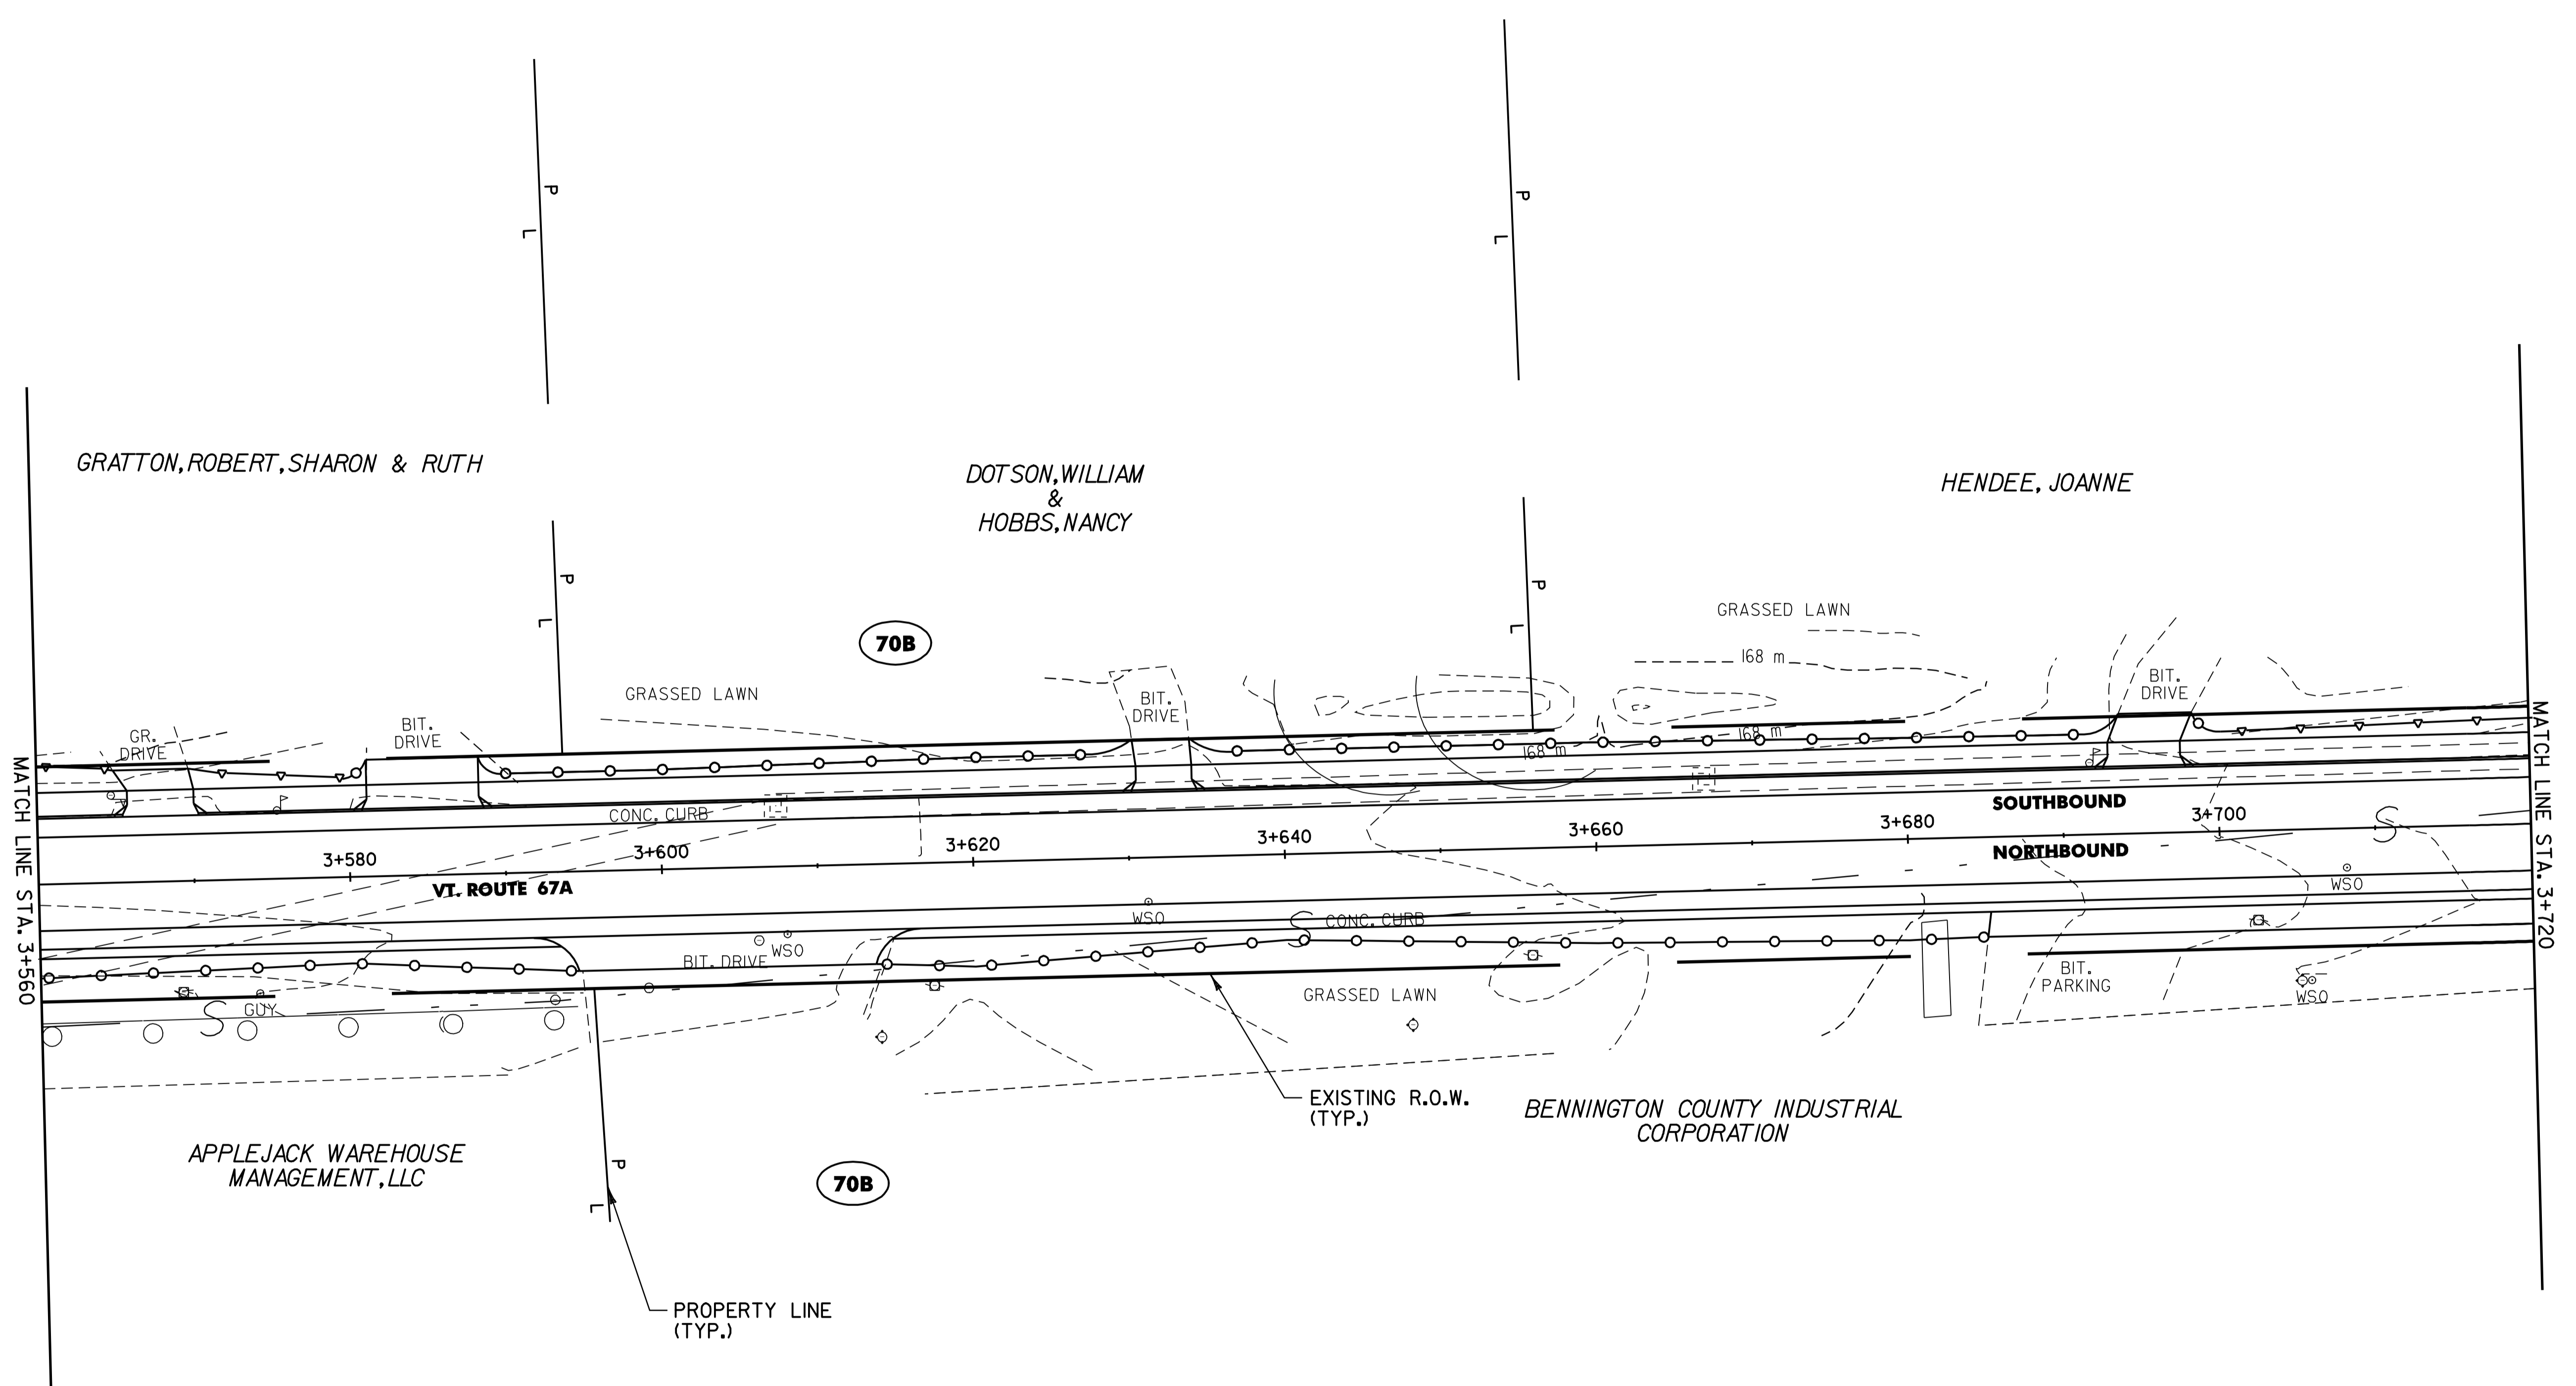 P
L
P
L
GRATTON, ROBERT, SHARON & RUTH
DOTSON, WILLIAM
&
HOBBS, NANCY
HENDEE, JOANNE
P
L
P
L
70B
GRASSED LAWN
GRASSED LAWN
168 m
BIT.
DRIVE
BIT.
DRIVE
BIT.
DRIVE
GR.
DRIVE
168 m
168 m
MATCH LINE STA. 3+560
MATCH LINE STA. 3+720
CONC. CURB
SOUTHBOUND
3+580
3+600
3+620
3+640
3+660
3+680
3+700
NORTHBOUND
VT. ROUTE 67A
S
WSO
WSO
WSO
S
CONC. CURB
BIT. DRIVE
BIT.
PARKING
WSO
GRASSED LAWN
GUY
S
EXISTING R.O.W.
(TYP.)
BENNINGTON COUNTY INDUSTRIAL
CORPORATION
APPLEJACK WAREHOUSE
MANAGEMENT, LLC
70B
P
L
PROPERTY LINE
(TYP.)